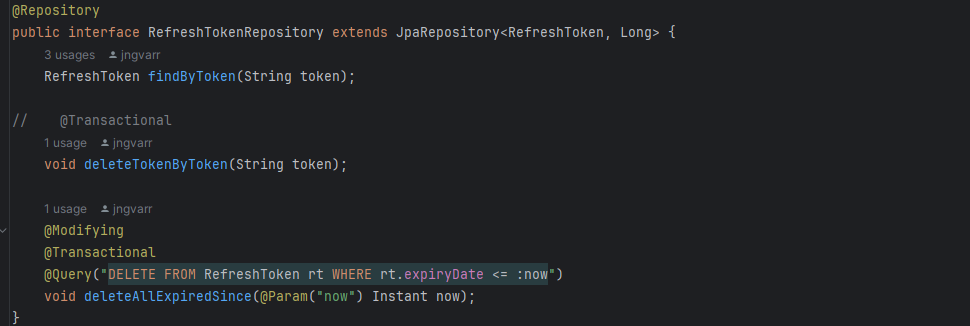 @Repository
public interface RefreshTokenRepository extends JpaRepository<RefreshToken, Long> {
3 usages jngvarr
RefreshToken findByToken(String token);
// @Transactional
1 usage jngvarr
void deleteTokenByToken(String token);
1 usage jngvarr
@Modifying
@Transactional
@Query("DELETE FROM RefreshToken rt WHERE rt.expiryDate <= :now")
void deleteAllExpiredSince(@Param("now") Instant now);
}